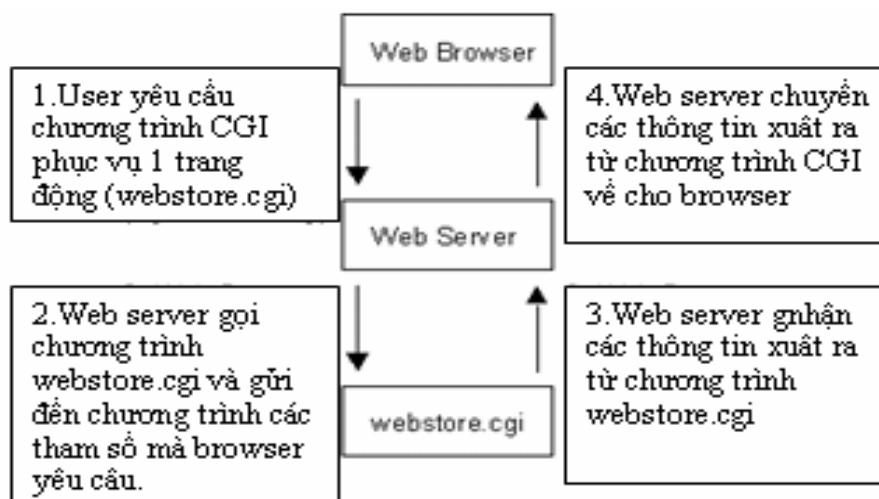 Web Browser
1.User yêu cầu
chương trình CGI
phục vụ 1 trang
động (webstore.cgi)
4.Web server chuyển
các thông tin xuất ra
từ chương trình CGI
về cho browser
Web Server
2.Web server gọi
chương trình
webstore.cgi và gửi
đến chương trình các
tham số mà browser
yêu câu.
3.Web server gnhận
các thông tin xuất ra
từ chương trình
webstore.cgi
webstore.cgi